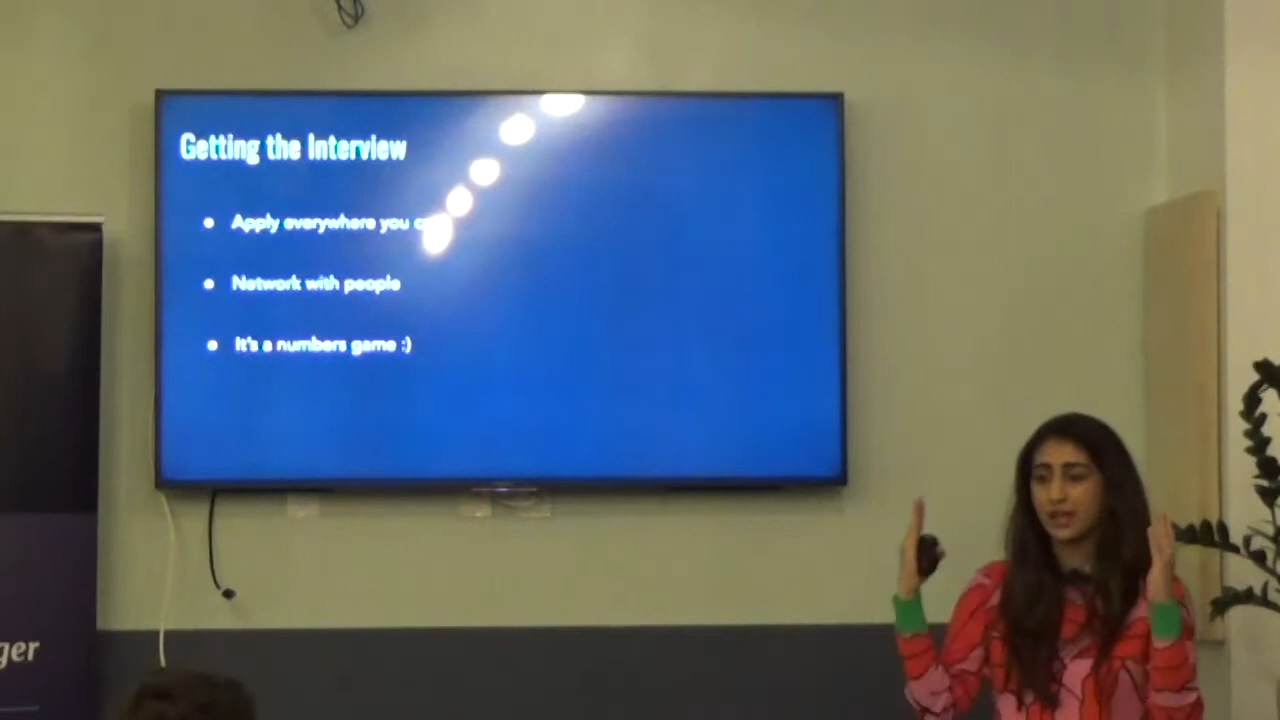 Getting the Interview
• Apply everywhere you
• Network with people
• It's a numbers game :)
ger